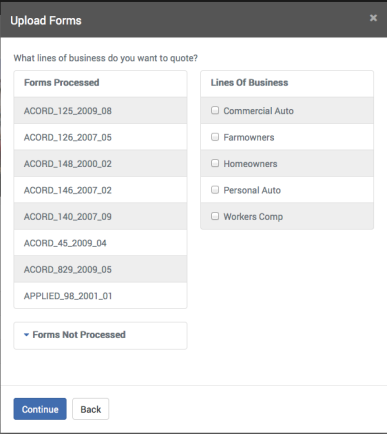 Upload Forms
×
What lines of business do you want to quote?
Forms Processed
ACORD_125_2009_08
ACORD_126_2007_05
ACORD_148_2000_02
ACORD_146_2007_02
ACORD_140_2007_09
ACORD_45_2009_04
ACORD_829_2009_05
APPLIED_98_2001_01
Forms Not Processed
Lines Of Business
Commercial Auto
Farmowners
Homeowners
Personal Auto
Workers Comp
Continue
Back